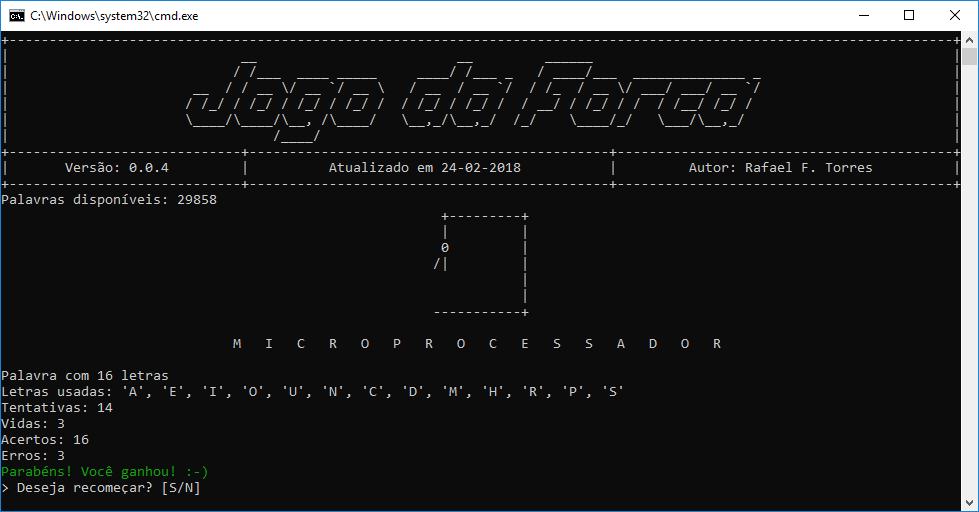 C:\Windows\system32\cmd.exe
Jogo da Forca
Versão: 0.0.4 | Atualizado em 24-02-2018 | Autor: Rafael F. Torres
Palavras disponíveis: 29858
M I C R O P R O C E S S A D O R
Palavra com 16 letras
Letras usadas: 'A', 'E', 'I', 'O', 'U', 'N', 'C', 'D', 'M', 'H', 'R', 'P', 'S'
Tentativas: 14
Vidas: 3
Acertos: 16
Erros: 3
Parabéns! Você ganhou! :-)
> Deseja recomeçar? [S/N]